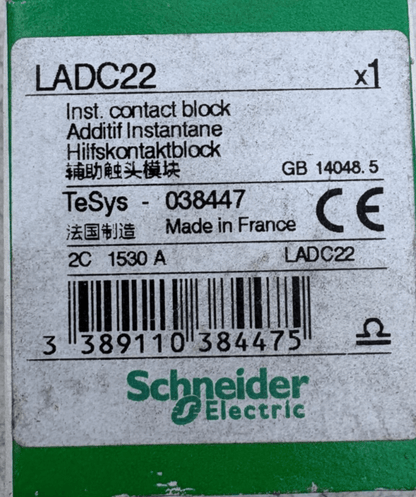 LADC22 x1
Inst. contact block
Additif Instantane
Hilfskontaktblock
辅助触头模块 GB 14048.5
TeSys - 038447
法国制造 Made in France CE
2C 1530 A LADC22
3 389110 384475
Schneider
Electric